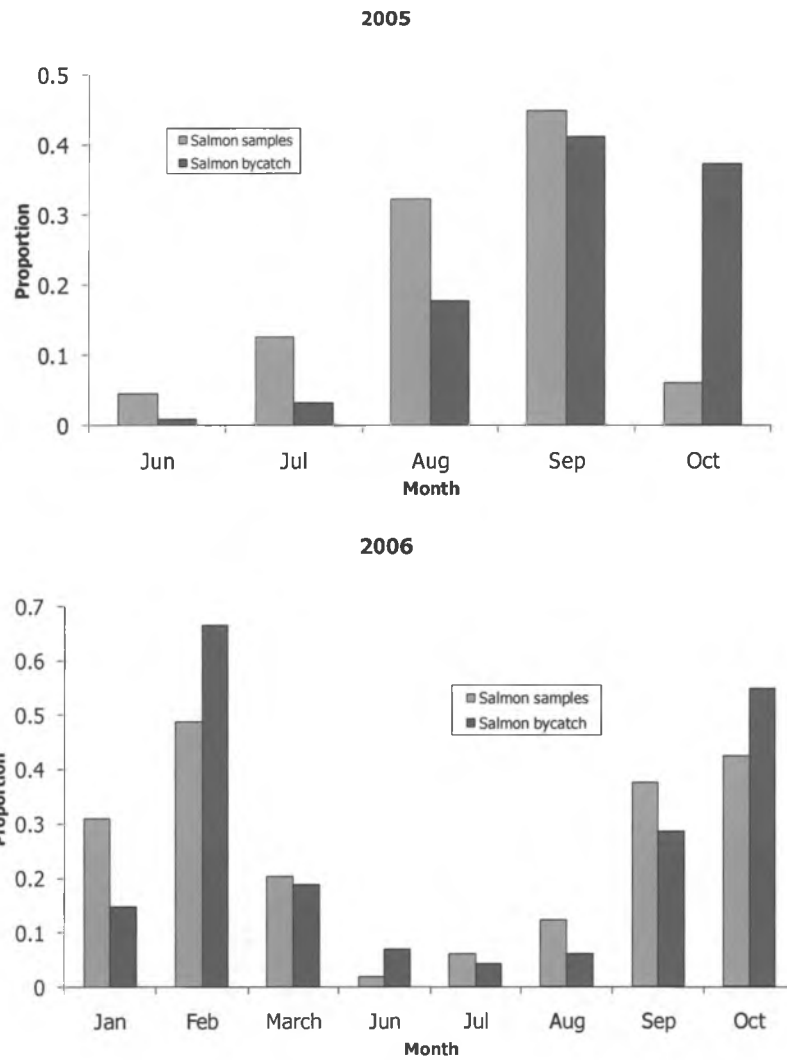 2005
0.5
Salmon samples
0.4
Salmon bycatch
0.3
Proportion
0.2
0.1
0
Jun Jul Aug Sep Oct
Month
2006
0.7
0.6
Salmon samples
0.5
Salmon bycatch
0.4
Proportion
0.3
0.2
0.1
0
Jan Feb March Jun Jul Aug Sep Oct
Month